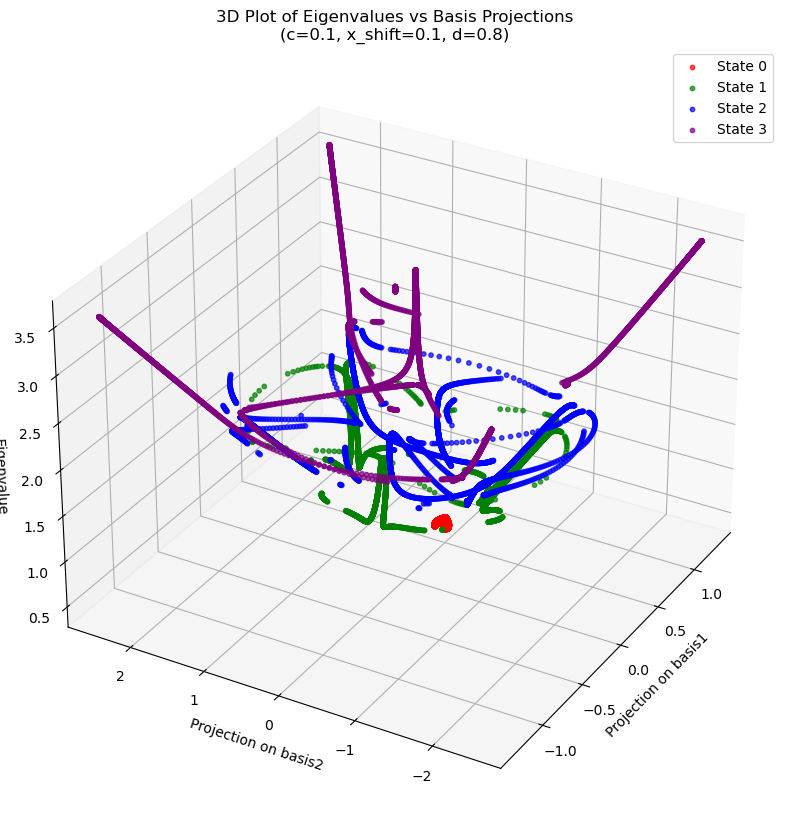 3D Plot of Eigenvalues vs Basis Projections
(c=0.1, x_shift=0.1, d=0.8)
State 0
State 1
State 2
State 3
3.5
3.0
2.5
2.0
1.5
1.0
0.5
Eigenvalue
2
1
0
−1
−2
Projection on basis2
1.0
0.5
0.0
−0.5
−1.0
Projection on basis1